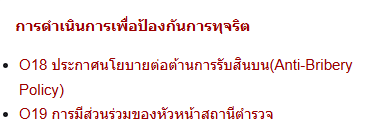 การดำเนินการเพื่อป้องกันการทุจริต
O18 ประกาศนโยบายต่อต้านการรับสินบน(Anti-Bribery
Policy)
O19 การมีส่วนร่วมของหัวหน้าสถานีตำรวจ